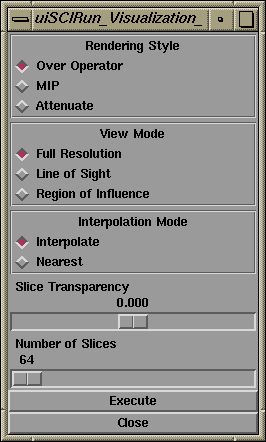 uiSCIRun_Visualization_
Rendering Style
Over Operator
MIP
Attenuate
View Mode
Full Resolution
Line of Sight
Region of Influence
Interpolation Mode
Interpolate
Nearest
Slice Transparency
0.000
Number of Slices
64
Execute
Close